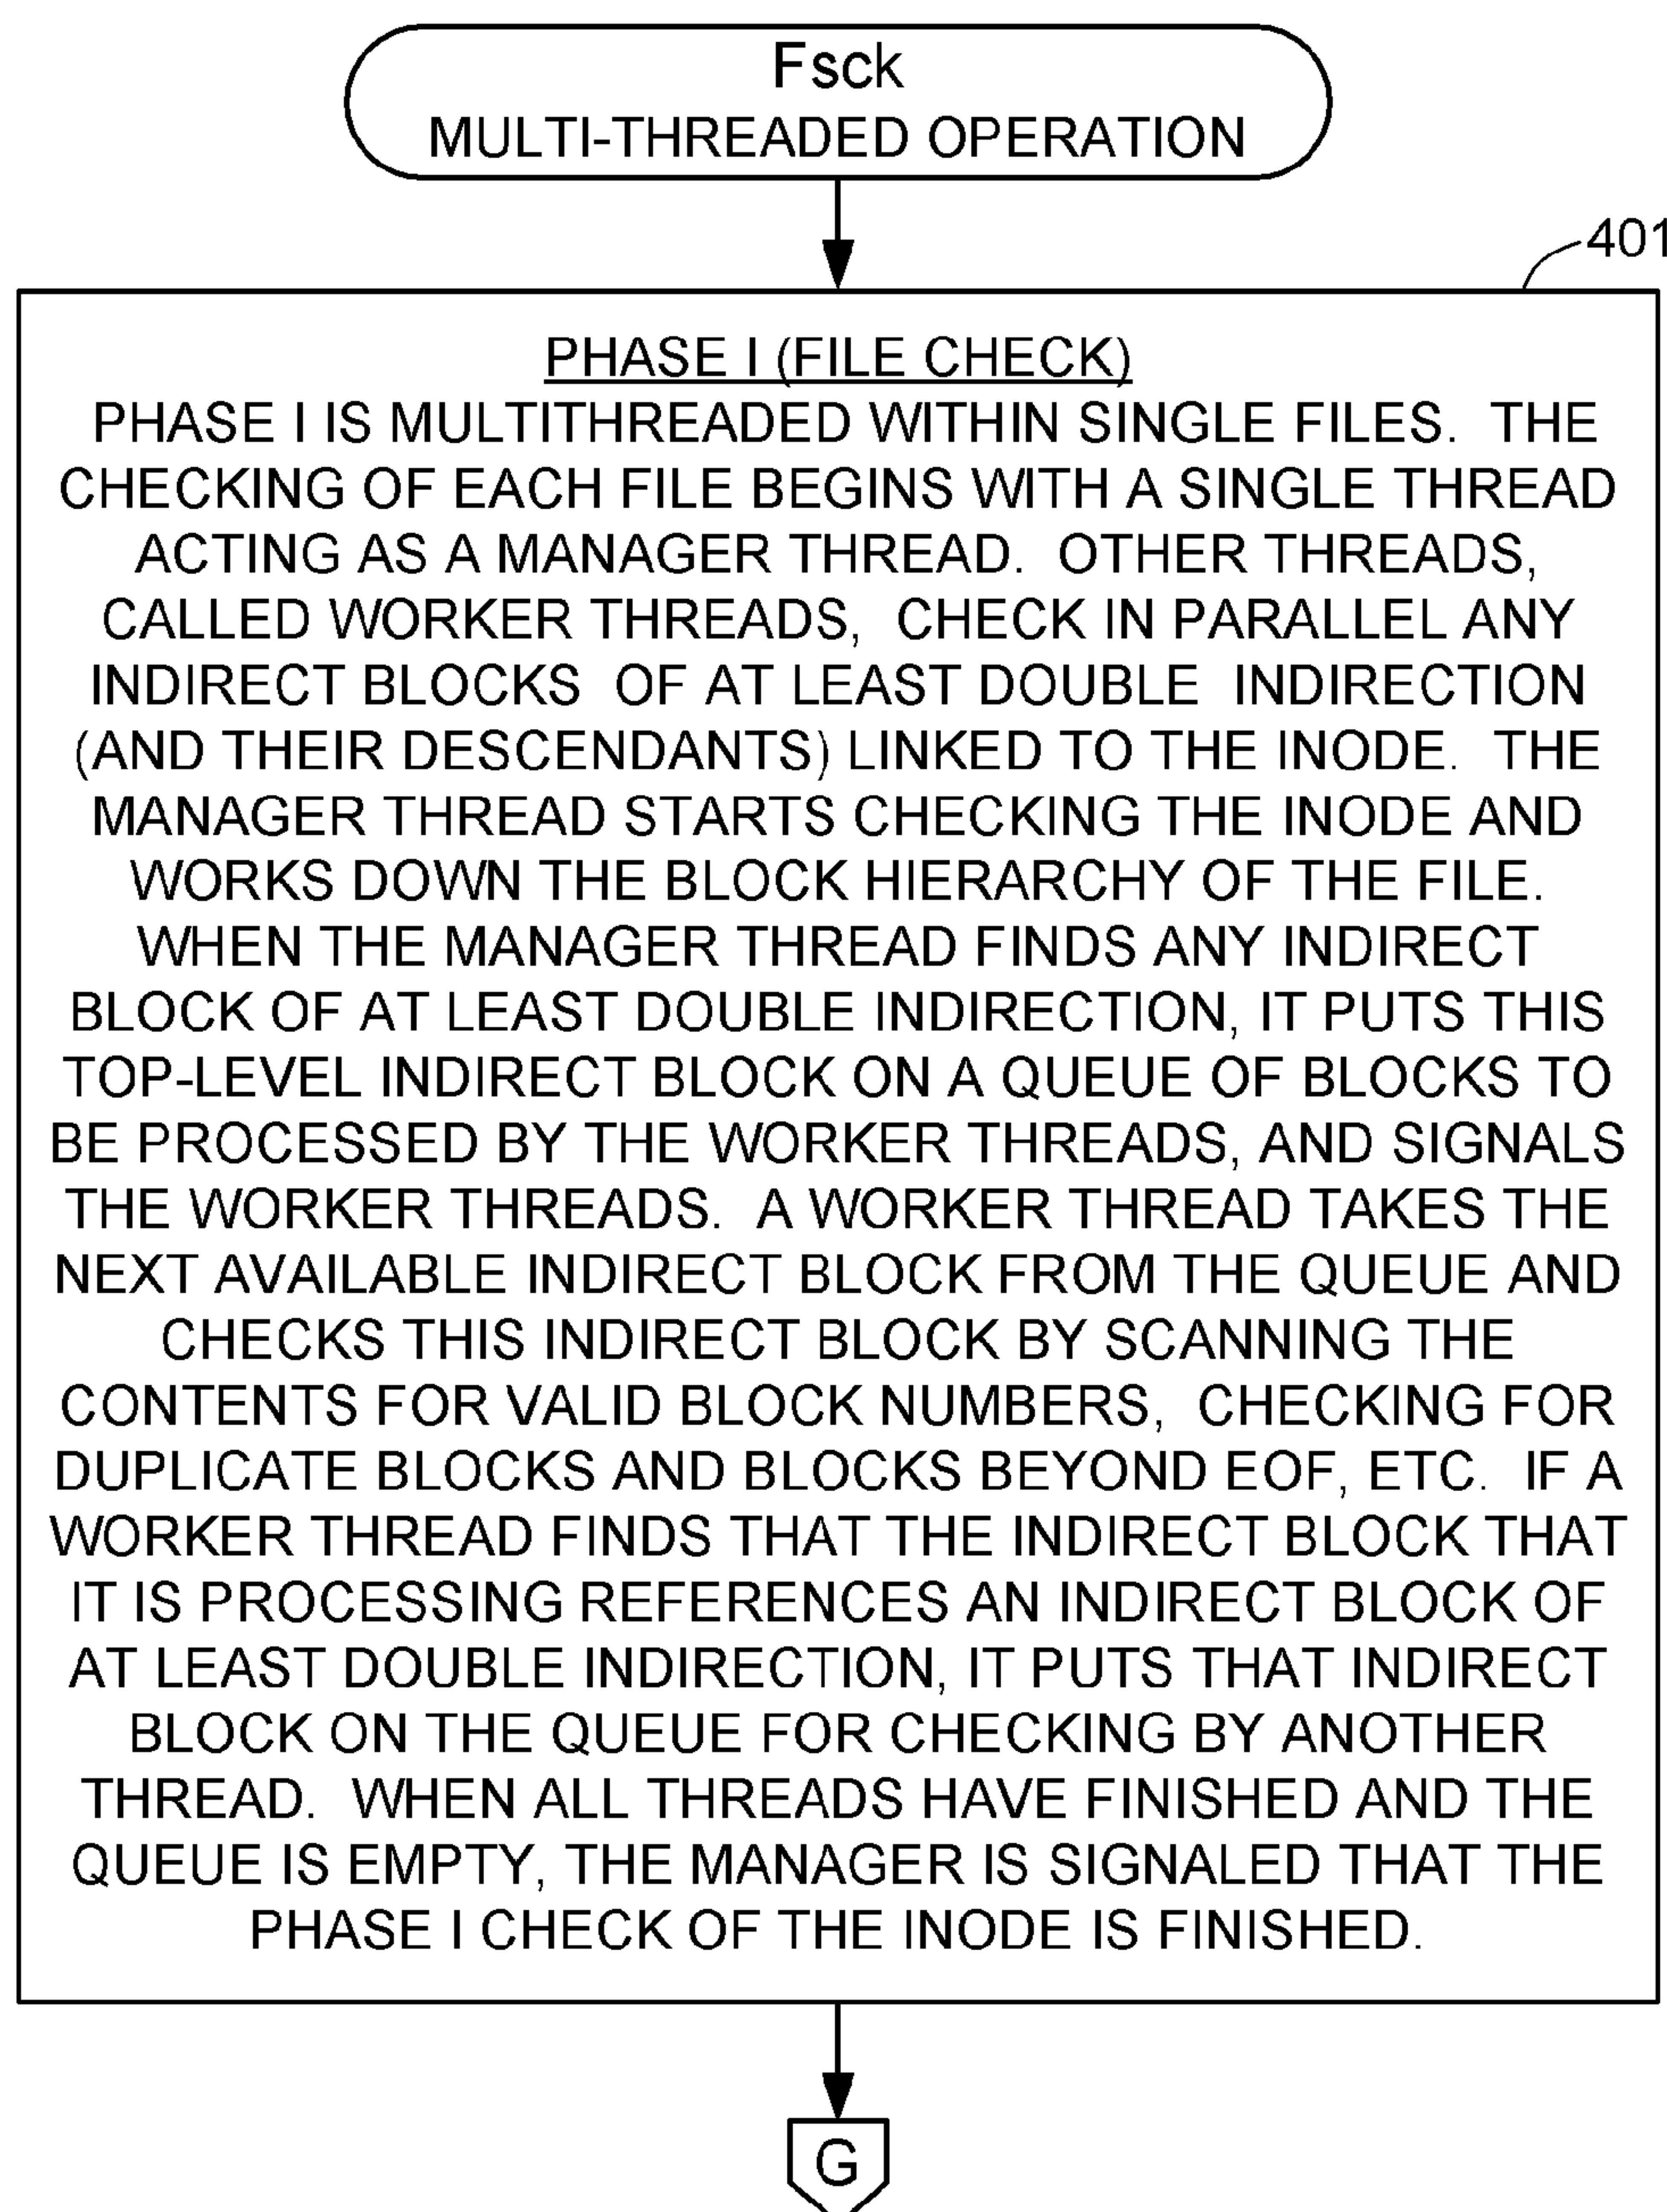 Fsck
MULTI-THREADED OPERATION
401
PHASE I (FILE CHECK)
PHASE I IS MULTITHREADED WITHIN SINGLE FILES. THE
CHECKING OF EACH FILE BEGINS WITH A SINGLE THREAD
ACTING AS A MANAGER THREAD. OTHER THREADS,
CALLED WORKER THREADS, CHECK IN PARALLEL ANY
INDIRECT BLOCKS OF AT LEAST DOUBLE INDIRECTION
(AND THEIR DESCENDANTS) LINKED TO THE INODE. THE
MANAGER THREAD STARTS CHECKING THE INODE AND
WORKS DOWN THE BLOCK HIERARCHY OF THE FILE.
WHEN THE MANAGER THREAD FINDS ANY INDIRECT
BLOCK OF AT LEAST DOUBLE INDIRECTION, IT PUTS THIS
TOP-LEVEL INDIRECT BLOCK ON A QUEUE OF BLOCKS TO
BE PROCESSED BY THE WORKER THREADS, AND SIGNALS
THE WORKER THREADS. A WORKER THREAD TAKES THE
NEXT AVAILABLE INDIRECT BLOCK FROM THE QUEUE AND
CHECKS THIS INDIRECT BLOCK BY SCANNING THE
CONTENTS FOR VALID BLOCK NUMBERS, CHECKING FOR
DUPLICATE BLOCKS AND BLOCKS BEYOND EOF, ETC. IF A
WORKER THREAD FINDS THAT THE INDIRECT BLOCK THAT
IT IS PROCESSING REFERENCES AN INDIRECT BLOCK OF
AT LEAST DOUBLE INDIRECTION, IT PUTS THAT INDIRECT
BLOCK ON THE QUEUE FOR CHECKING BY ANOTHER
THREAD. WHEN ALL THREADS HAVE FINISHED AND THE
QUEUE IS EMPTY, THE MANAGER IS SIGNALED THAT THE
PHASE I CHECK OF THE INODE IS FINISHED.
G